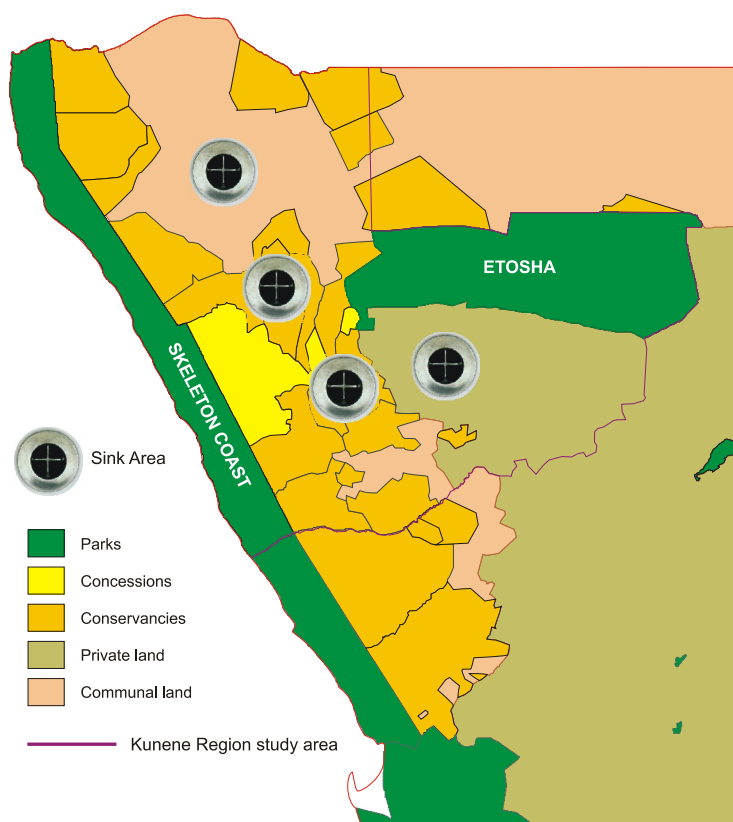 ETOSHA
SKELETON COAST
Sink Area
Parks
Concessions
Conservancies
Private land
Communal land
Kunene Region study area